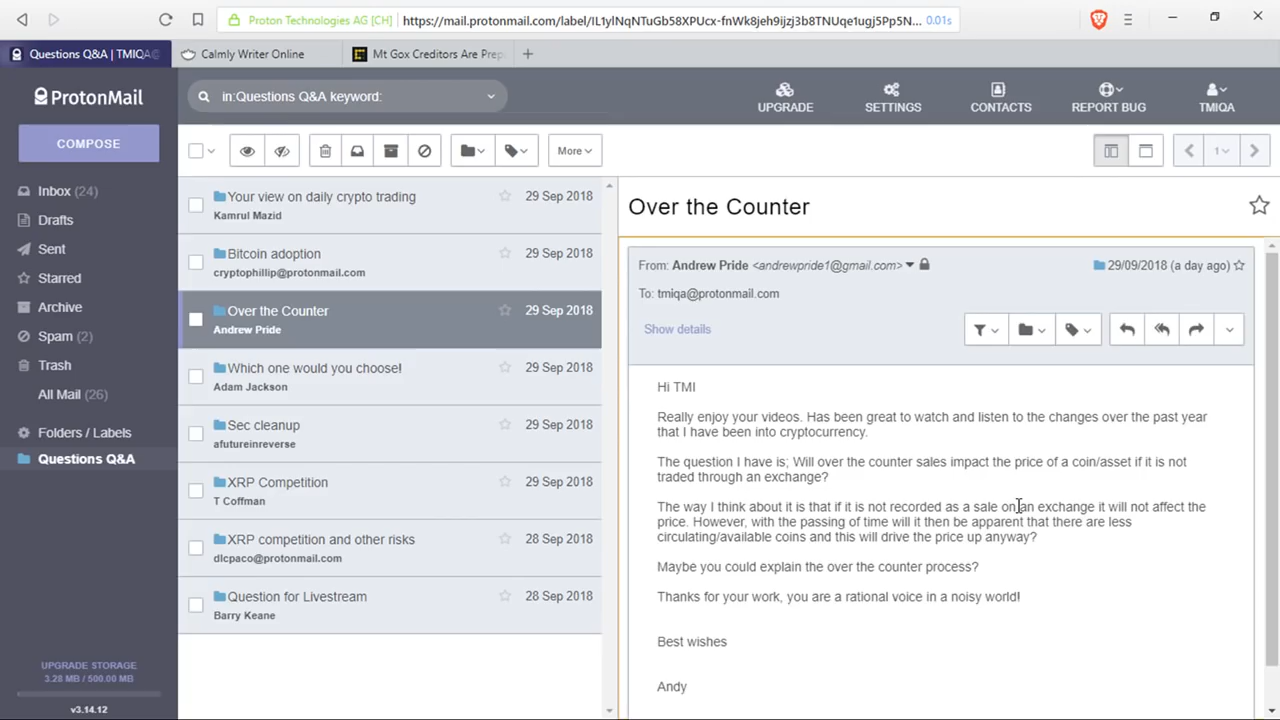 Proton Technologies AG [CH]
https://mail.protonmail.com/label/IL1ylNqNTuGb58XPUcx-fnWk8jeh9ijzj3b8TNUqe1ugj5Pp5N...
0.01s
Questions Q&A | TMIQA@
Calmly Writer Online
Mt Gox Creditors Are Prep
ProtonMail
in:Questions Q&A keyword:
UPGRADE
SETTINGS
CONTACTS
REPORT BUG
TMIQA
COMPOSE
More
1
Inbox (24)
Drafts
Sent
Starred
Archive
Spam (2)
Trash
All Mail (26)
Folders / Labels
Questions Q&A
UPGRADE STORAGE
3.28 MB / 500.00 MB
v3.14.12
Your view on daily crypto trading 29 Sep 2018
Kamrul Mazid
Bitcoin adoption 29 Sep 2018
cryptophillip@protonmail.com
Over the Counter 29 Sep 2018
Andrew Pride
Which one would you choose! 29 Sep 2018
Adam Jackson
Sec cleanup 29 Sep 2018
afutureinreverse
XRP Competition 29 Sep 2018
T Coffman
XRP competition and other risks 28 Sep 2018
dlcpaco@protonmail.com
Question for Livestream 28 Sep 2018
Barry Keane
Over the Counter
From: Andrew Pride <andrewpride1@gmail.com> 29/09/2018 (a day ago)
To: tmiqa@protonmail.com
Show details
Hi TMI
Really enjoy your videos. Has been great to watch and listen to the changes over the past year
that I have been into cryptocurrency.
The question I have is; Will over the counter sales impact the price of a coin/asset if it is not
traded through an exchange?
The way I think about it is that if it is not recorded as a sale on an exchange it will not affect the
price. However, with the passing of time will it then be apparent that there are less
circulating/available coins and this will drive the price up anyway?
Maybe you could explain the over the counter process?
Thanks for your work, you are a rational voice in a noisy world!
Best wishes
Andy